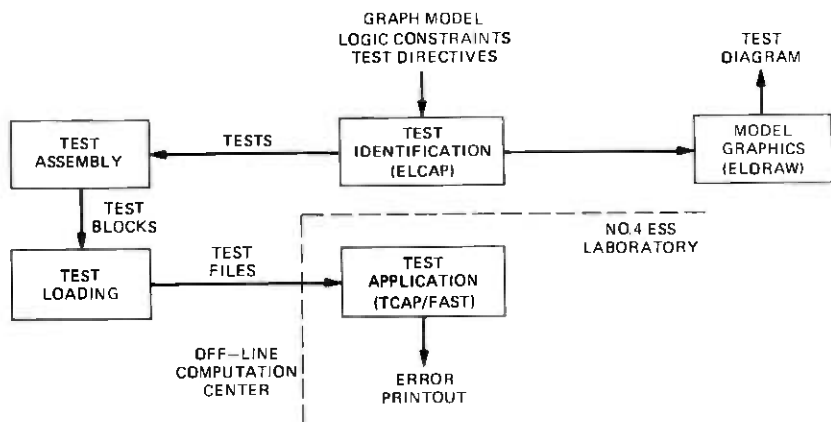 GRAPH MODEL
LOGIC CONSTRAINTS
TEST DIRECTIVES
TEST
DIAGRAM
TEST
ASSEMBLY
TESTS
TEST
IDENTIFICATION
(ELCAP)
MODEL
GRAPHICS
(ELDRAW)
TEST
BLOCKS
NO.4 ESS
LABORATORY
TEST
LOADING
TEST
FILES
TEST
APPLICATION
(TCAP/FAST)
OFF-LINE
COMPUTATION
CENTER
ERROR
PRINTOUT